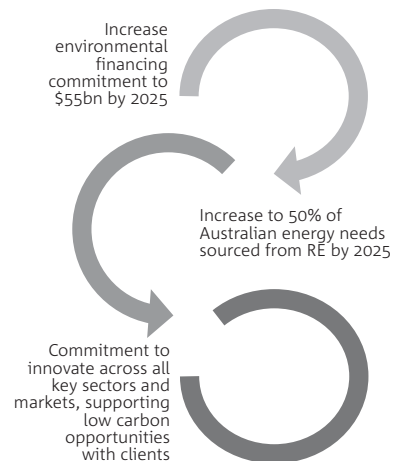 Increase
environmental
financing
commitment to
$55bn by 2025
Increase to 50% of
Australian energy needs
sourced from RE by 2025
Commitment to
innovate across all
key sectors and
markets, supporting
low carbon
opportunities
with clients